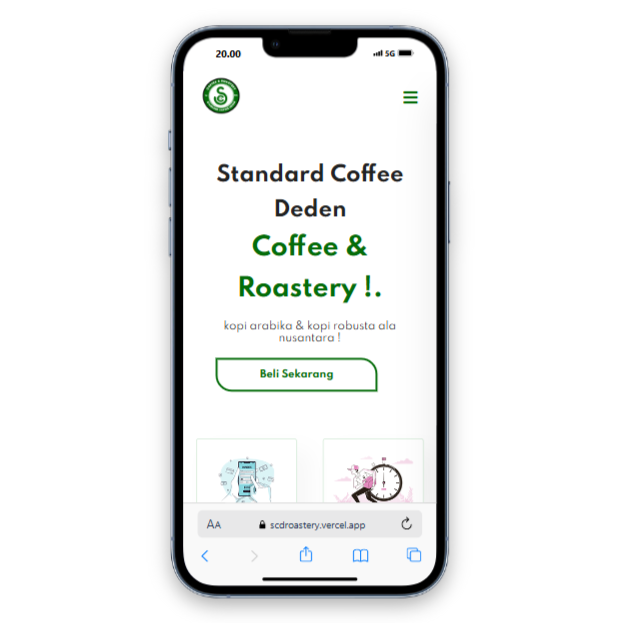 20.00
5G
Standard Coffee
Deden
Coffee &
Roastery !.
kopi arabika & kopi robusta ala
nusantara !
Beli Sekarang
AA
scdroastery.vercel.app